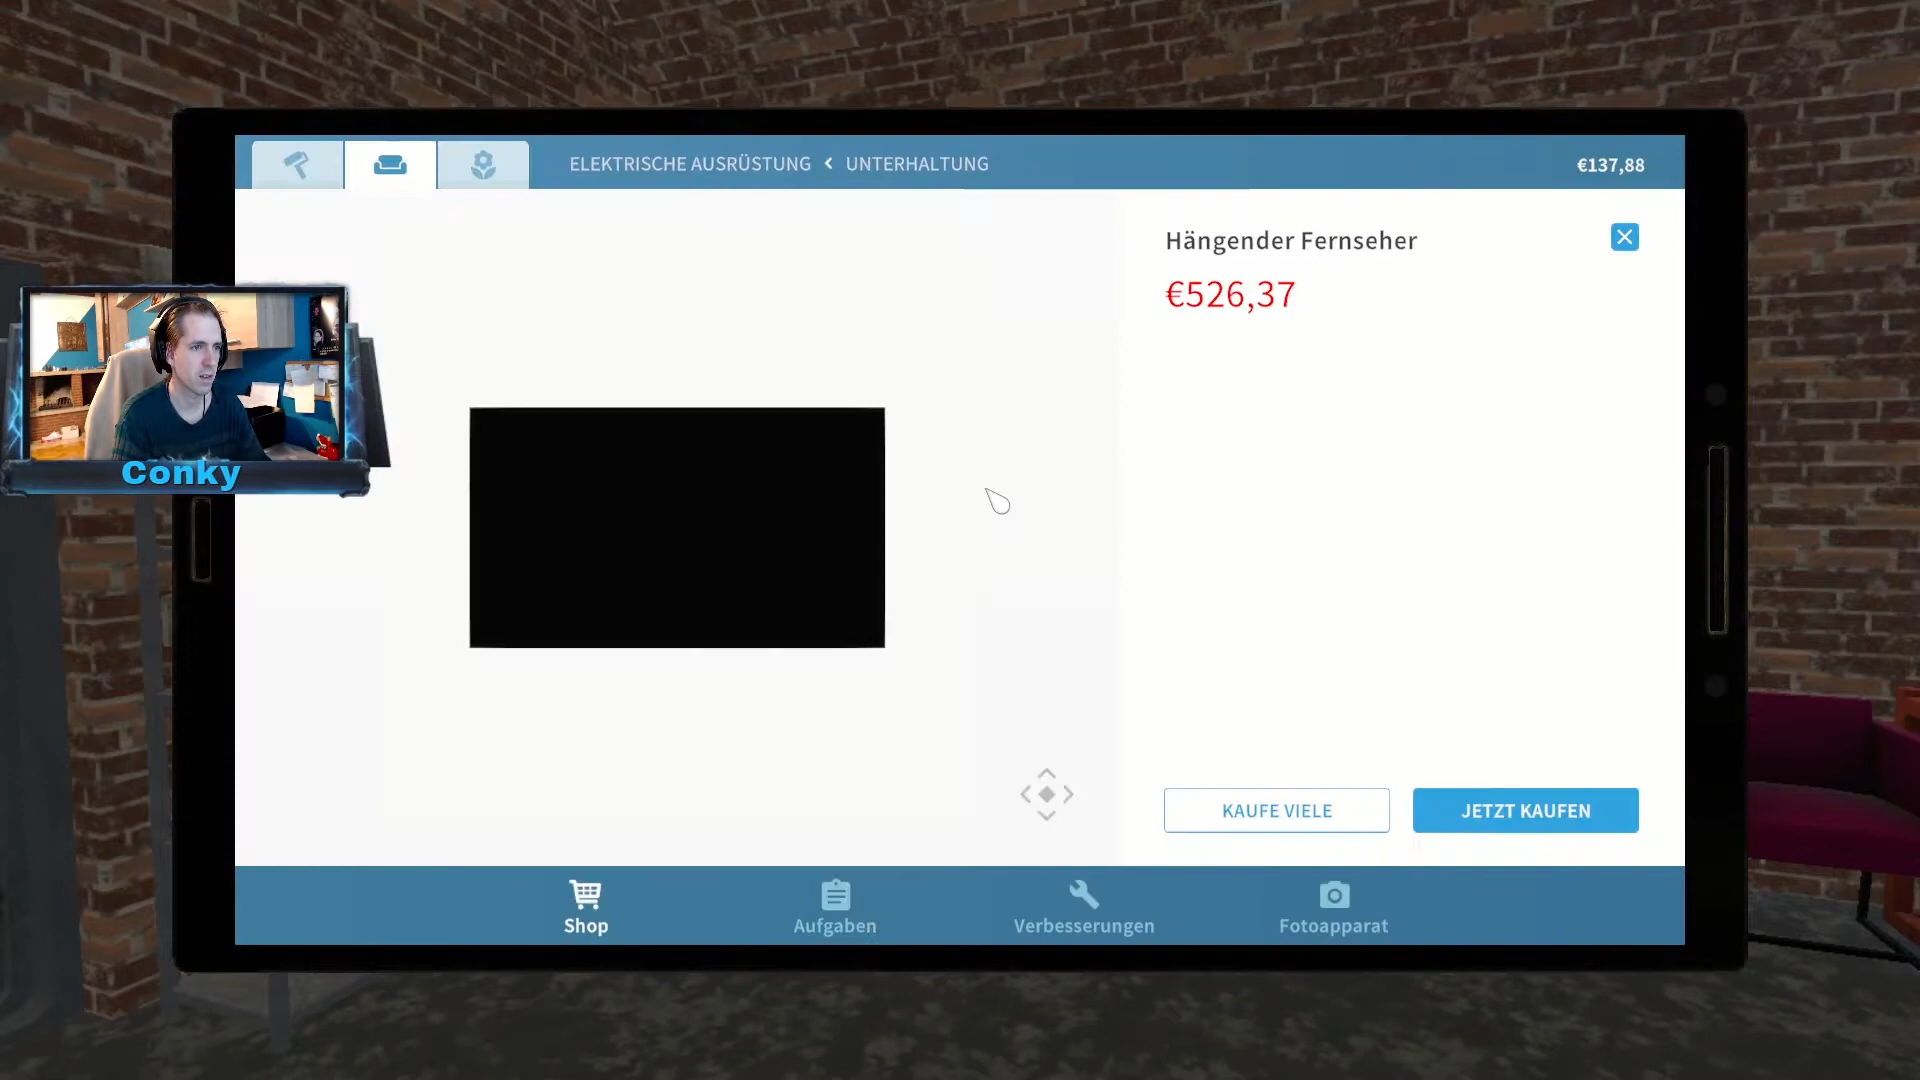 ELEKTRISCHE AUSRÜSTUNG < UNTERHALTUNG
€137,88
Hängender Fernseher
€526,37
Conky
KAUFE VIELE
JETZT KAUFEN
Shop
Aufgaben
Verbesserungen
Fotoapparat